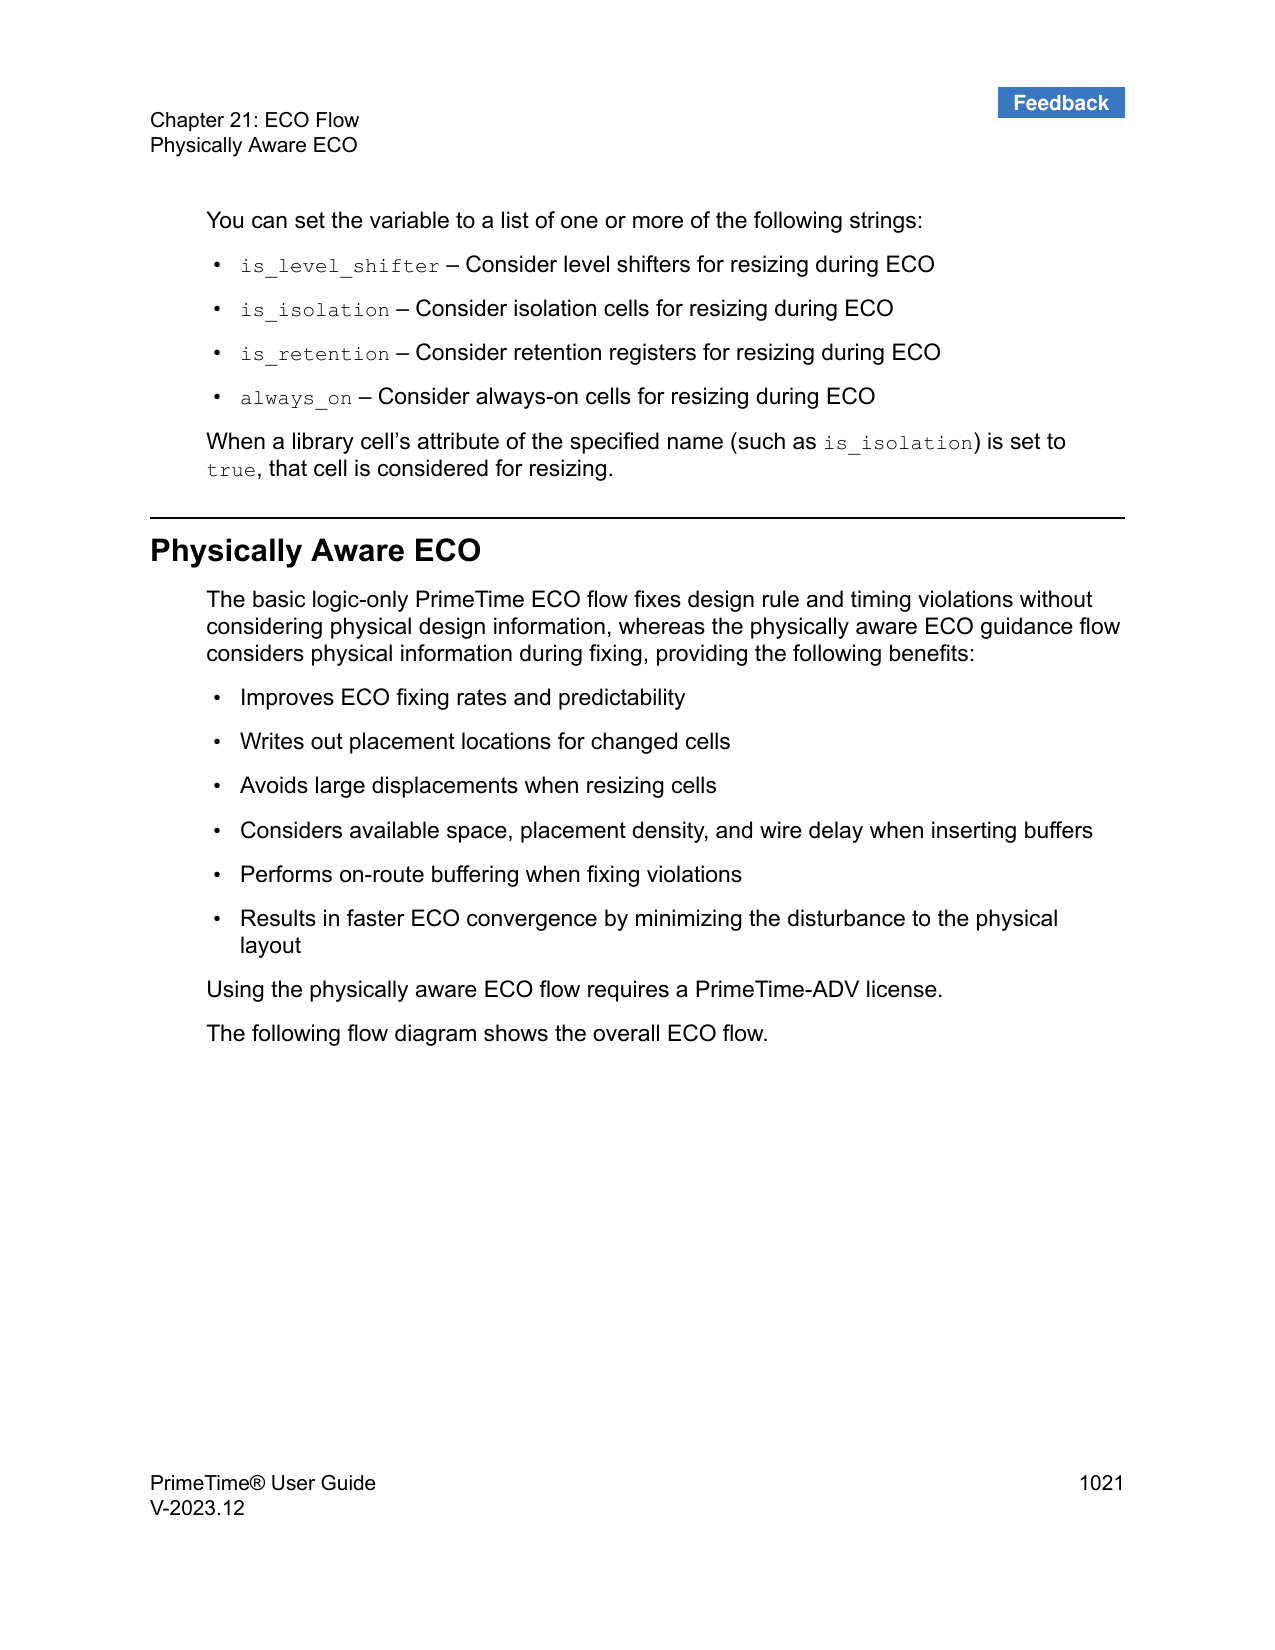 Feedback
Chapter 21: ECO Flow
Physically Aware ECO
You can set the variable to a list of one or more of the following strings:
• is_level_shifter – Consider level shifters for resizing during ECO
• is_isolation – Consider isolation cells for resizing during ECO
• is_retention – Consider retention registers for resizing during ECO
• always_on – Consider always-on cells for resizing during ECO
When a library cell’s attribute of the specified name (such as is_isolation) is set to
true, that cell is considered for resizing.
Physically Aware ECO
The basic logic-only PrimeTime ECO flow fixes design rule and timing violations without
considering physical design information, whereas the physically aware ECO guidance flow
considers physical information during fixing, providing the following benefits:
• Improves ECO fixing rates and predictability
• Writes out placement locations for changed cells
• Avoids large displacements when resizing cells
• Considers available space, placement density, and wire delay when inserting buffers
• Performs on-route buffering when fixing violations
• Results in faster ECO convergence by minimizing the disturbance to the physical
layout
Using the physically aware ECO flow requires a PrimeTime-ADV license.
The following flow diagram shows the overall ECO flow.
PrimeTime® User Guide
1021
V-2023.12